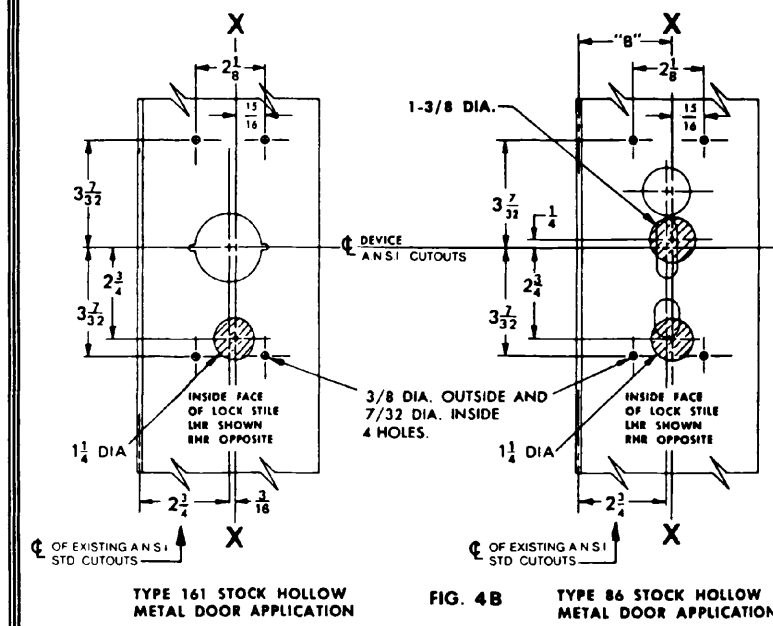 X
2 1/8
15/16
3 7/32
2 3/4
3 7/32
1 1/4 DIA
INSIDE FACE
OF LOCK STILE
LHR SHOWN
RHR OPPOSITE
2 3/4
3/16
X
℄ OF EXISTING ANSI
STD CUTOUTS
TYPE 161 STOCK HOLLOW
METAL DOOR APPLICATION
℄ DEVICE
ANSI CUTOUTS
3/8 DIA. OUTSIDE AND
7/32 DIA. INSIDE
4 HOLES.
FIG. 4B
X
"B"
2 1/8
1-3/8 DIA.
15/16
3 7/32
1/4
2 3/4
3 7/32
1 1/4 DIA
INSIDE FACE
OF LOCK STILE
LHR SHOWN
RHR OPPOSITE
2 3/4
X
℄ OF EXISTING ANSI
STD CUTOUTS
TYPE 86 STOCK HOLLOW
METAL DOOR APPLICATION